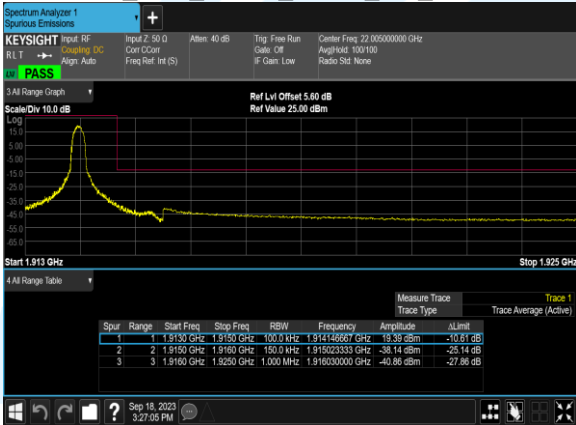 Spectrum Analyzer 1
Spurious Emissions
+
KEYSIGHT Input: RF Input Z: 50 Ω Atten: 40 dB Trig: Free Run Center Freq: 22.005000000 GHz
RLT Coupling: DC Corr CCorr Gate: Off Avg|Hold: 100/100
Align: Auto Freq Ref: Int (S) IF Gain: Low Radio Std: None
LW PASS
3 All Range Graph
Ref Lvl Offset 5.60 dB
Scale/Div 10.0 dB Ref Value 25.00 dBm
Log
15.0
5.00
-5.00
-15.0
-25.0
-35.0
-45.0
-55.0
-65.0
Start 1.913 GHz Stop 1.925 GHz
4 All Range Table
Measure Trace Trace 1
Trace Type Trace Average (Active)
Spur Range Start Freq Stop Freq RBW Frequency Amplitude ΔLimit
1 1 1.9130 GHz 1.9150 GHz 100.0 kHz 1.914146667 GHz 19.39 dBm -10.61 dB
2 2 1.9150 GHz 1.9160 GHz 150.0 kHz 1.915023333 GHz -38.14 dBm -25.14 dB
3 3 1.9160 GHz 1.9250 GHz 1.000 MHz 1.916030000 GHz -40.86 dBm -27.86 dB
? Sep 18, 2023
3:27:05 PM